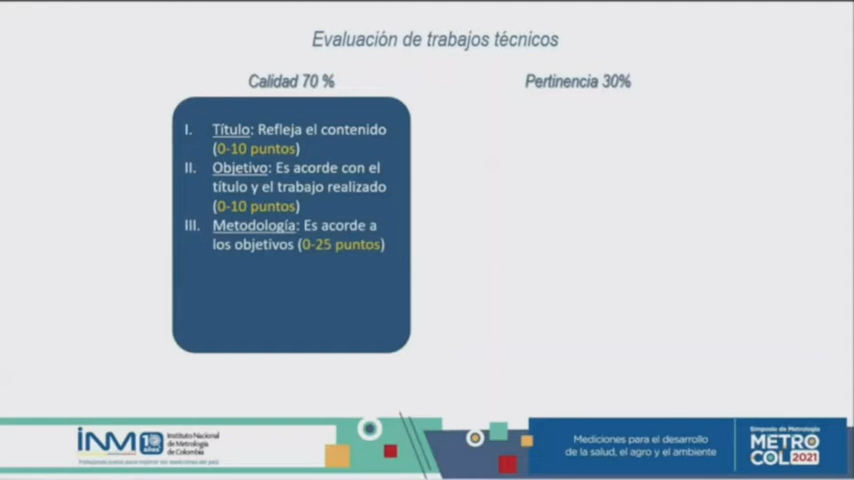 Evaluación de trabajos técnicos
Calidad 70 %
Pertinencia 30%
I. Título: Refleja el contenido
(0-10 puntos)
II. Objetivo: Es acorde con el
título y el trabajo realizado
(0-10 puntos)
III. Metodología: Es acorde a
los objetivos (0-25 puntos)
INM
Instituto Nacional
de Metrología
de Colombia
Mediciones para el desarrollo
de la salud, el agro y el ambiente
Simposio de Metrología
METRO
COL 2021